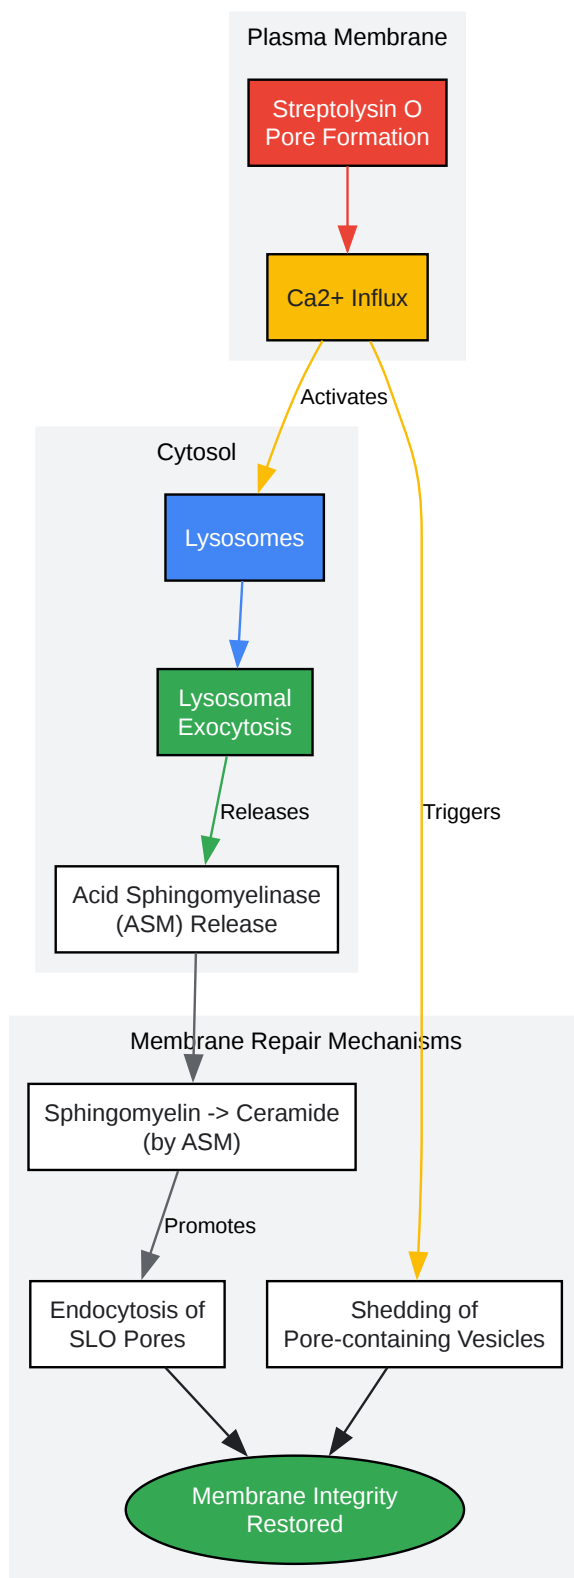 Plasma Membrane
Streptolysin O
Pore Formation
Ca2+ Influx
Activates
Cytosol
Lysosomes
Lysosomal
Exocytosis
Releases
Triggers
Acid Sphingomyelinase
(ASM) Release
Membrane Repair Mechanisms
Sphingomyelin -> Ceramide
(by ASM)
Promotes
Endocytosis of
SLO Pores
Shedding of
Pore-containing Vesicles
Membrane Integrity
Restored